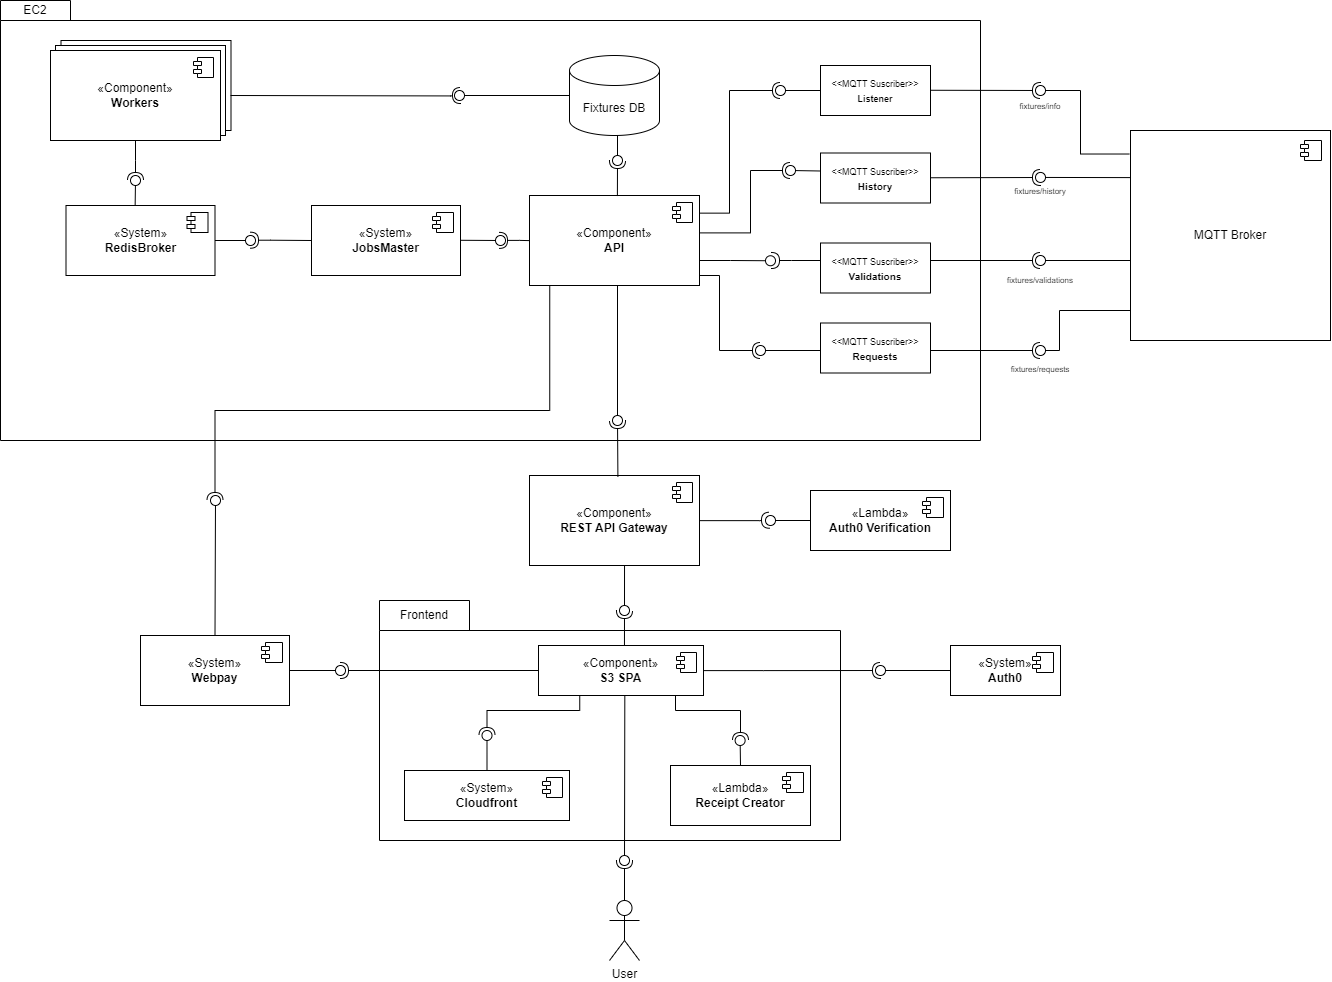 EC2
«Component»
Workers
Fixtures DB
<<MQTT Suscriber>>
Listener
fixtures/info
<<MQTT Suscriber>>
History
fixtures/history
«System»
RedisBroker
«System»
JobsMaster
«Component»
API
MQTT Broker
<<MQTT Suscriber>>
Validations
fixtures/validations
<<MQTT Suscriber>>
Requests
fixtures/requests
«Component»
REST API Gateway
«Lambda»
Auth0 Verification
Frontend
«System»
Webpay
«Component»
S3 SPA
«System»
Auth0
«System»
Cloudfront
«Lambda»
Receipt Creator
User